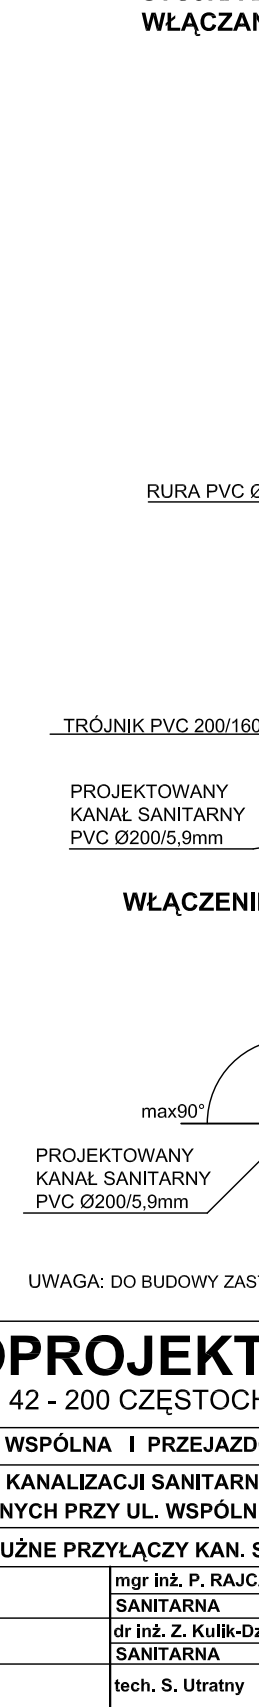 WŁĄCZAN
RURA PVC Ø
TRÓJNIK PVC 200/160
PROJEKTOWANY
KANAŁ SANITARNY
PVC Ø200/5,9mm
WŁĄCZENI
max90°
PROJEKTOWANY
KANAŁ SANITARNY
PVC Ø200/5,9mm
UWAGA: DO BUDOWY ZAS
OPROJEKT
42 - 200 CZĘSTOCH
WSPÓLNA I PRZEJAZD
KANALIZACJI SANITARN
NYCH PRZY UL. WSPÓLN
UŻNE PRZYŁĄCZY KAN. S
mgr inż. P. RAJC
SANITARNA
dr inż. Z. Kulik-Dz
SANITARNA
tech. S. Utratny